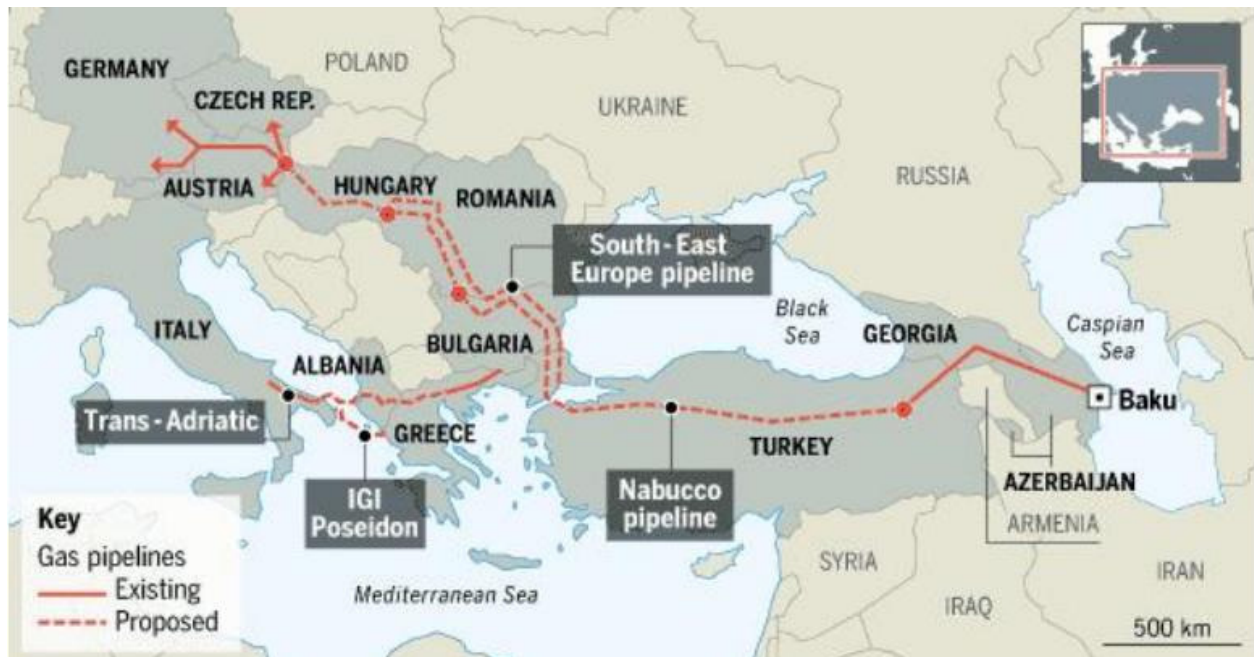 GERMANY
POLAND
CZECH REP.
UKRAINE
AUSTRIA
HUNGARY
ROMANIA
RUSSIA
South-East
Europe pipeline
Black
Sea
ITALY
ALBANIA
BULGARIA
GEORGIA
Caspian
Sea
Baku
Trans-Adriatic
GREECE
TURKEY
AZERBAIJAN
IGI
Poseidon
Nabucco
pipeline
ARMENIA
Key
Gas pipelines
Existing
Proposed
Mediterranean Sea
SYRIA
IRAQ
IRAN
500 km